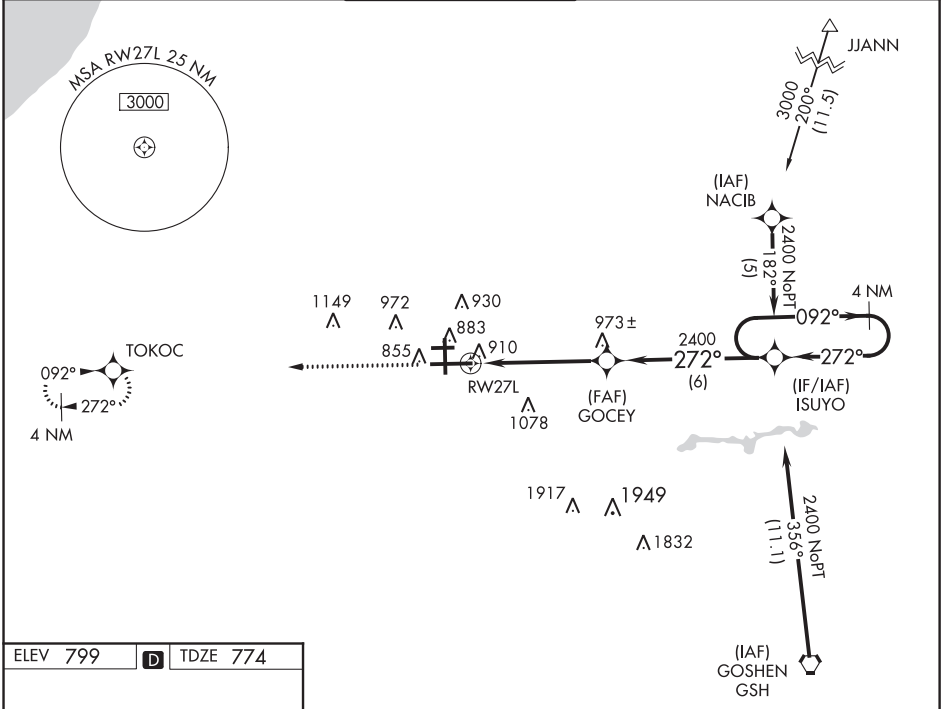 MSA RW27L 25 NM
3000
JJANN
3000
200°
(11.5)
(IAF)
NACIB
2400 NoPT
182°
(5)
4 NM
092°
272°
(IF/IAF)
ISUYO
1149
972
930
883
855
910
973±
2400
272°
(6)
RW27L
(FAF)
GOCEY
1078
TOKOC
092°
272°
4 NM
1917
1949
1832
2400 NoPT
356°
(11.1)
(IAF)
GOSHEN
GSH
ELEV 799 D TDZE 774